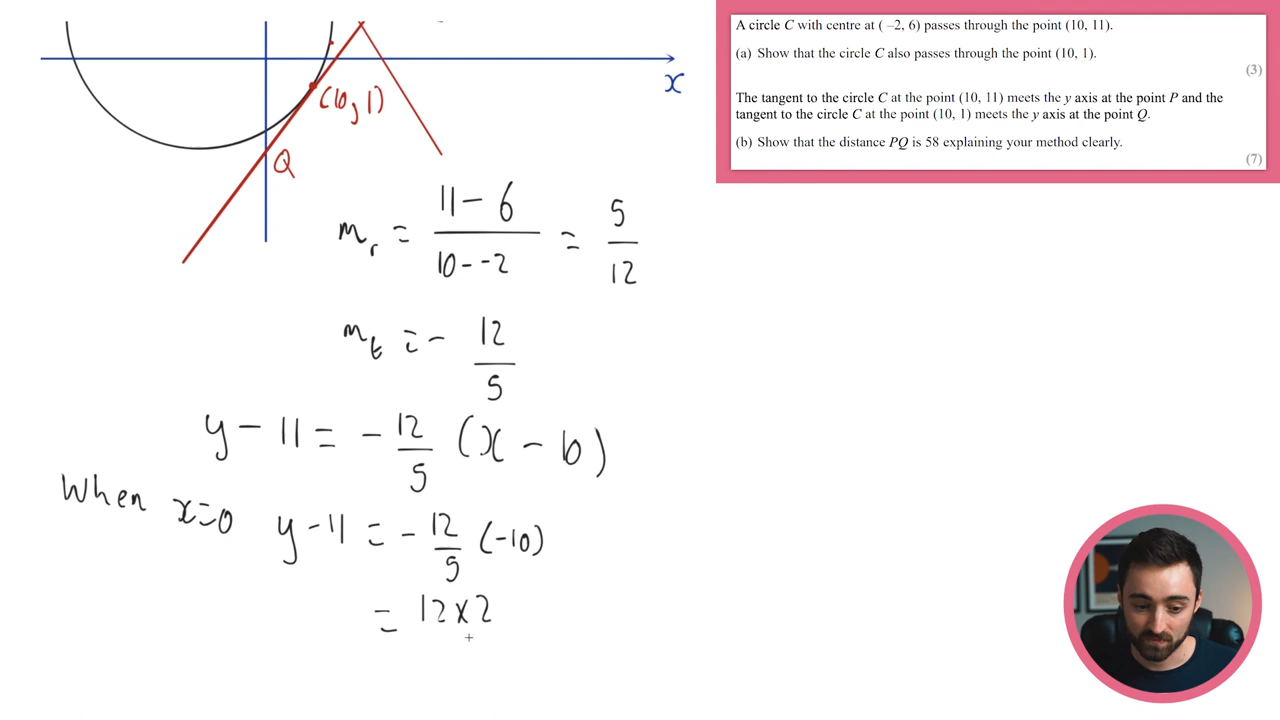 A circle C with centre at ( –2, 6) passes through the point (10, 11).
(a) Show that the circle C also passes through the point (10, 1).
(3)
The tangent to the circle C at the point (10, 11) meets the y axis at the point P and the
tangent to the circle C at the point (10, 1) meets the y axis at the point Q.
(b) Show that the distance PQ is 58 explaining your method clearly.
(7)
x
(10, 1)
Q
m_r = 11 - 6 / 10 - -2 = 5 / 12
m_t = - 12 / 5
y - 11 = - 12 / 5 (x - 10)
When x=0 y - 11 = - 12 / 5 (-10)
= 12 x 2